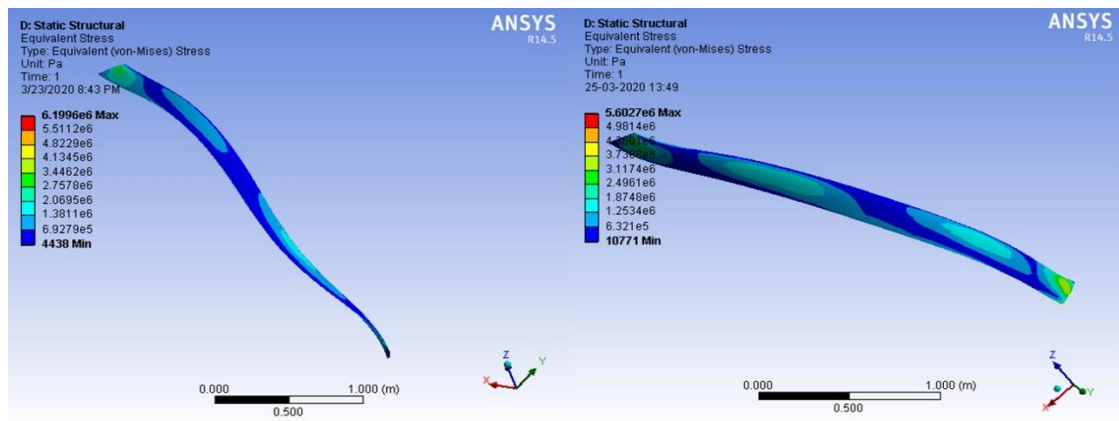 D: Static Structural
Equivalent Stress
Type: Equivalent (von-Mises) Stress
Unit: Pa
Time: 1
3/23/2020 8:43 PM
6.1996e6 Max
5.5112e6
4.8229e6
4.1345e6
3.4462e6
2.7578e6
2.0695e6
1.3811e6
6.9279e5
4438 Min
ANSYS
R14.5
Z
Y
X
0.000
1.000 (m)
0.500
D: Static Structural
Equivalent Stress
Type: Equivalent (von-Mises) Stress
Unit: Pa
Time: 1
25-03-2020 13:49
5.6027e6 Max
4.9814e6
3.1174e6
2.4961e6
1.8748e6
1.2534e6
6.321e5
10771 Min
ANSYS
R14.5
Z
Y
X
0.000
1.000 (m)
0.500